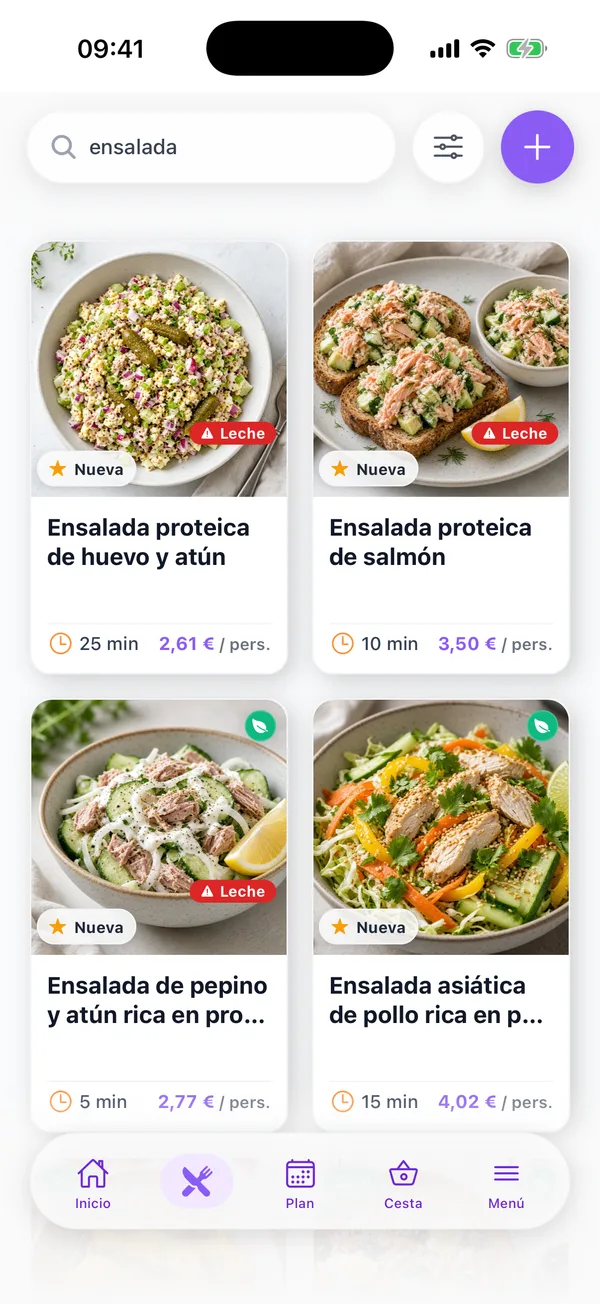 09:41
ensalada
Leche
Nueva
Leche
Nueva
Ensalada proteica
de huevo y atún
25 min
2,61 € / pers.
Ensalada proteica
de salmón
10 min
3,50 € / pers.
Leche
Nueva
Nueva
Ensalada de pepino
y atún rica en pro...
5 min
2,77 € / pers.
Ensalada asiática
de pollo rica en p...
15 min
4,02 € / pers.
Inicio
Plan
Cesta
Menú